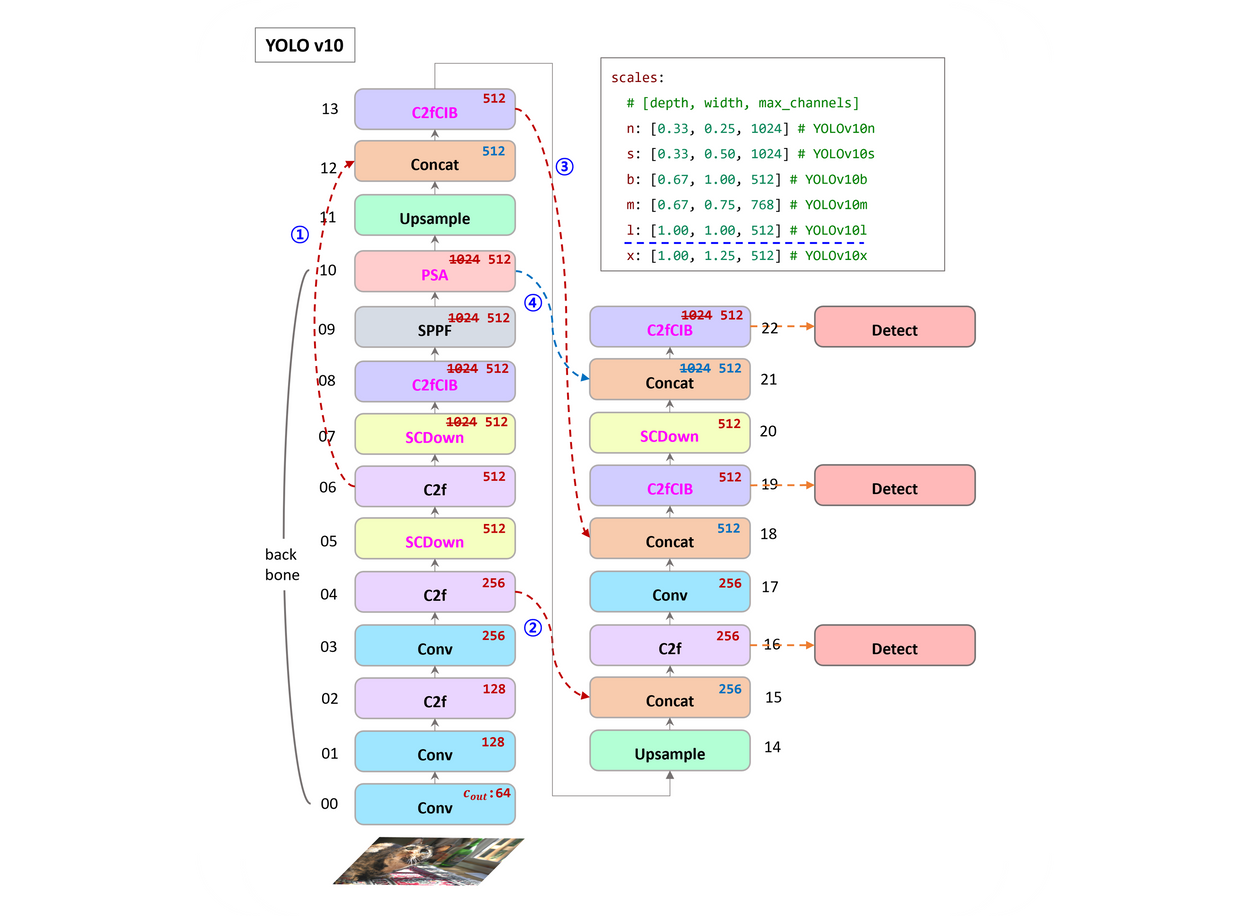 YOLO v10
scales:
# [depth, width, max_channels]
n: [0.33, 0.25, 1024] # YOLOv10n
s: [0.33, 0.50, 1024] # YOLOv10s
b: [0.67, 1.00, 512] # YOLOv10b
m: [0.67, 0.75, 768] # YOLOv10m
l: [1.00, 1.00, 512] # YOLOv10l
x: [1.00, 1.25, 512] # YOLOv10x
13 C2fCIB 512
12 Concat 512
11 Upsample
10 PSA 1024 512
09 SPPF 1024 512
08 C2fCIB 1024 512
07 SCDown 1024 512
06 C2f 512
05 SCDown 512
04 C2f 256
03 Conv 256
02 C2f 128
01 Conv 128
00 Conv cout:64
back
bone
①
②
③
④
C2fCIB 1024 512 22 Detect
Concat 1024 512 21
SCDown 512 20
C2fCIB 512 19 Detect
Concat 512 18
Conv 256 17
C2f 256 16 Detect
Concat 256 15
Upsample 14